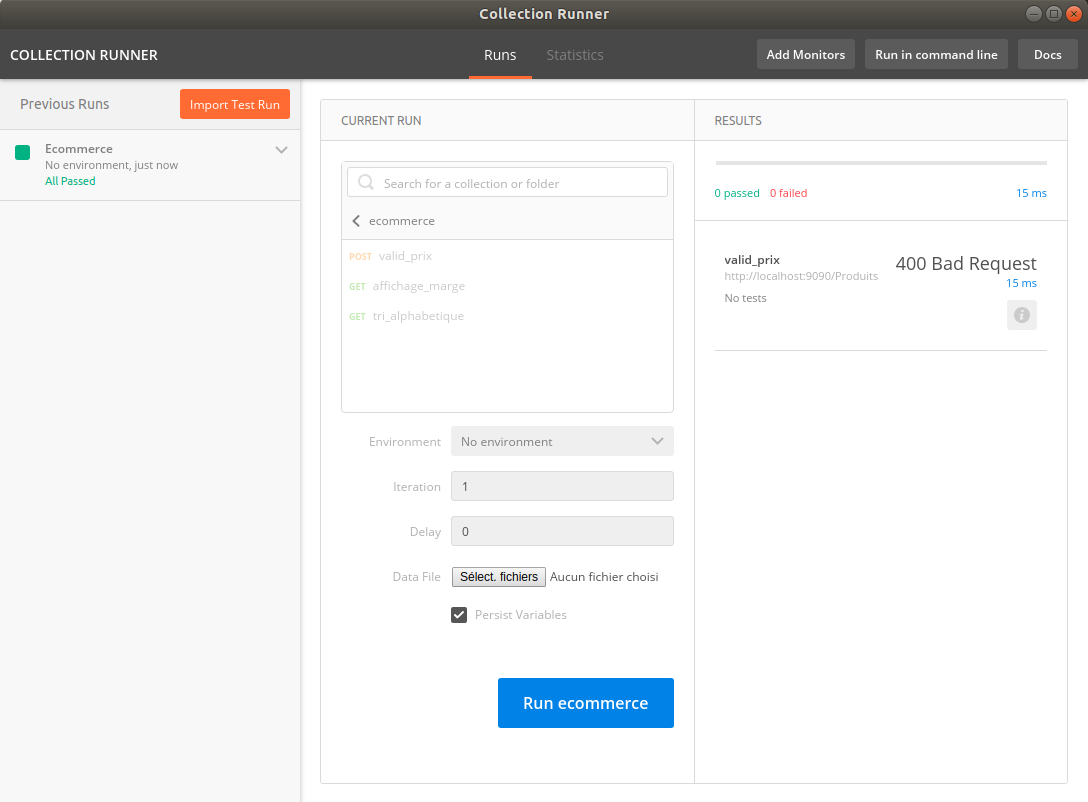 Collection Runner
COLLECTION RUNNER
Runs
Statistics
Add Monitors
Run in command line
Docs
Previous Runs
Import Test Run
Ecommerce
No environment, just now
All Passed
CURRENT RUN
Search for a collection or folder
ecommerce
POST valid_prix
GET affichage_marge
GET tri_alphabetique
Environment No environment
Iteration 1
Delay 0
Data File Sélect. fichiers Aucun fichier choisi
Persist Variables
Run ecommerce
RESULTS
0 passed 0 failed 15 ms
valid_prix
400 Bad Request
http://localhost:9090/Produits
15 ms
No tests